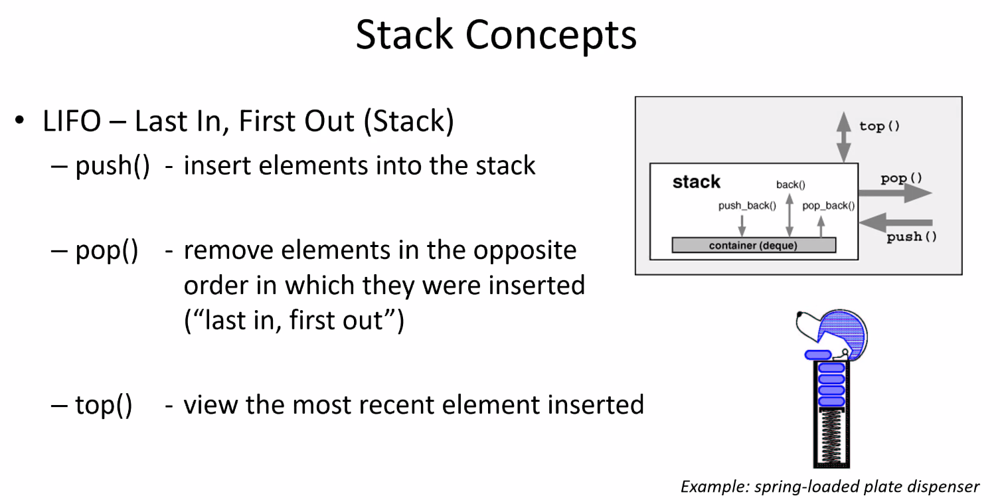 Stack Concepts
• LIFO – Last In, First Out (Stack)
– push() - insert elements into the stack
– pop() - remove elements in the opposite
order in which they were inserted
(“last in, first out”)
– top() - view the most recent element inserted
top()
stack
back()
pop()
push_back()
pop_back()
push()
container (deque)
Example: spring-loaded plate dispenser